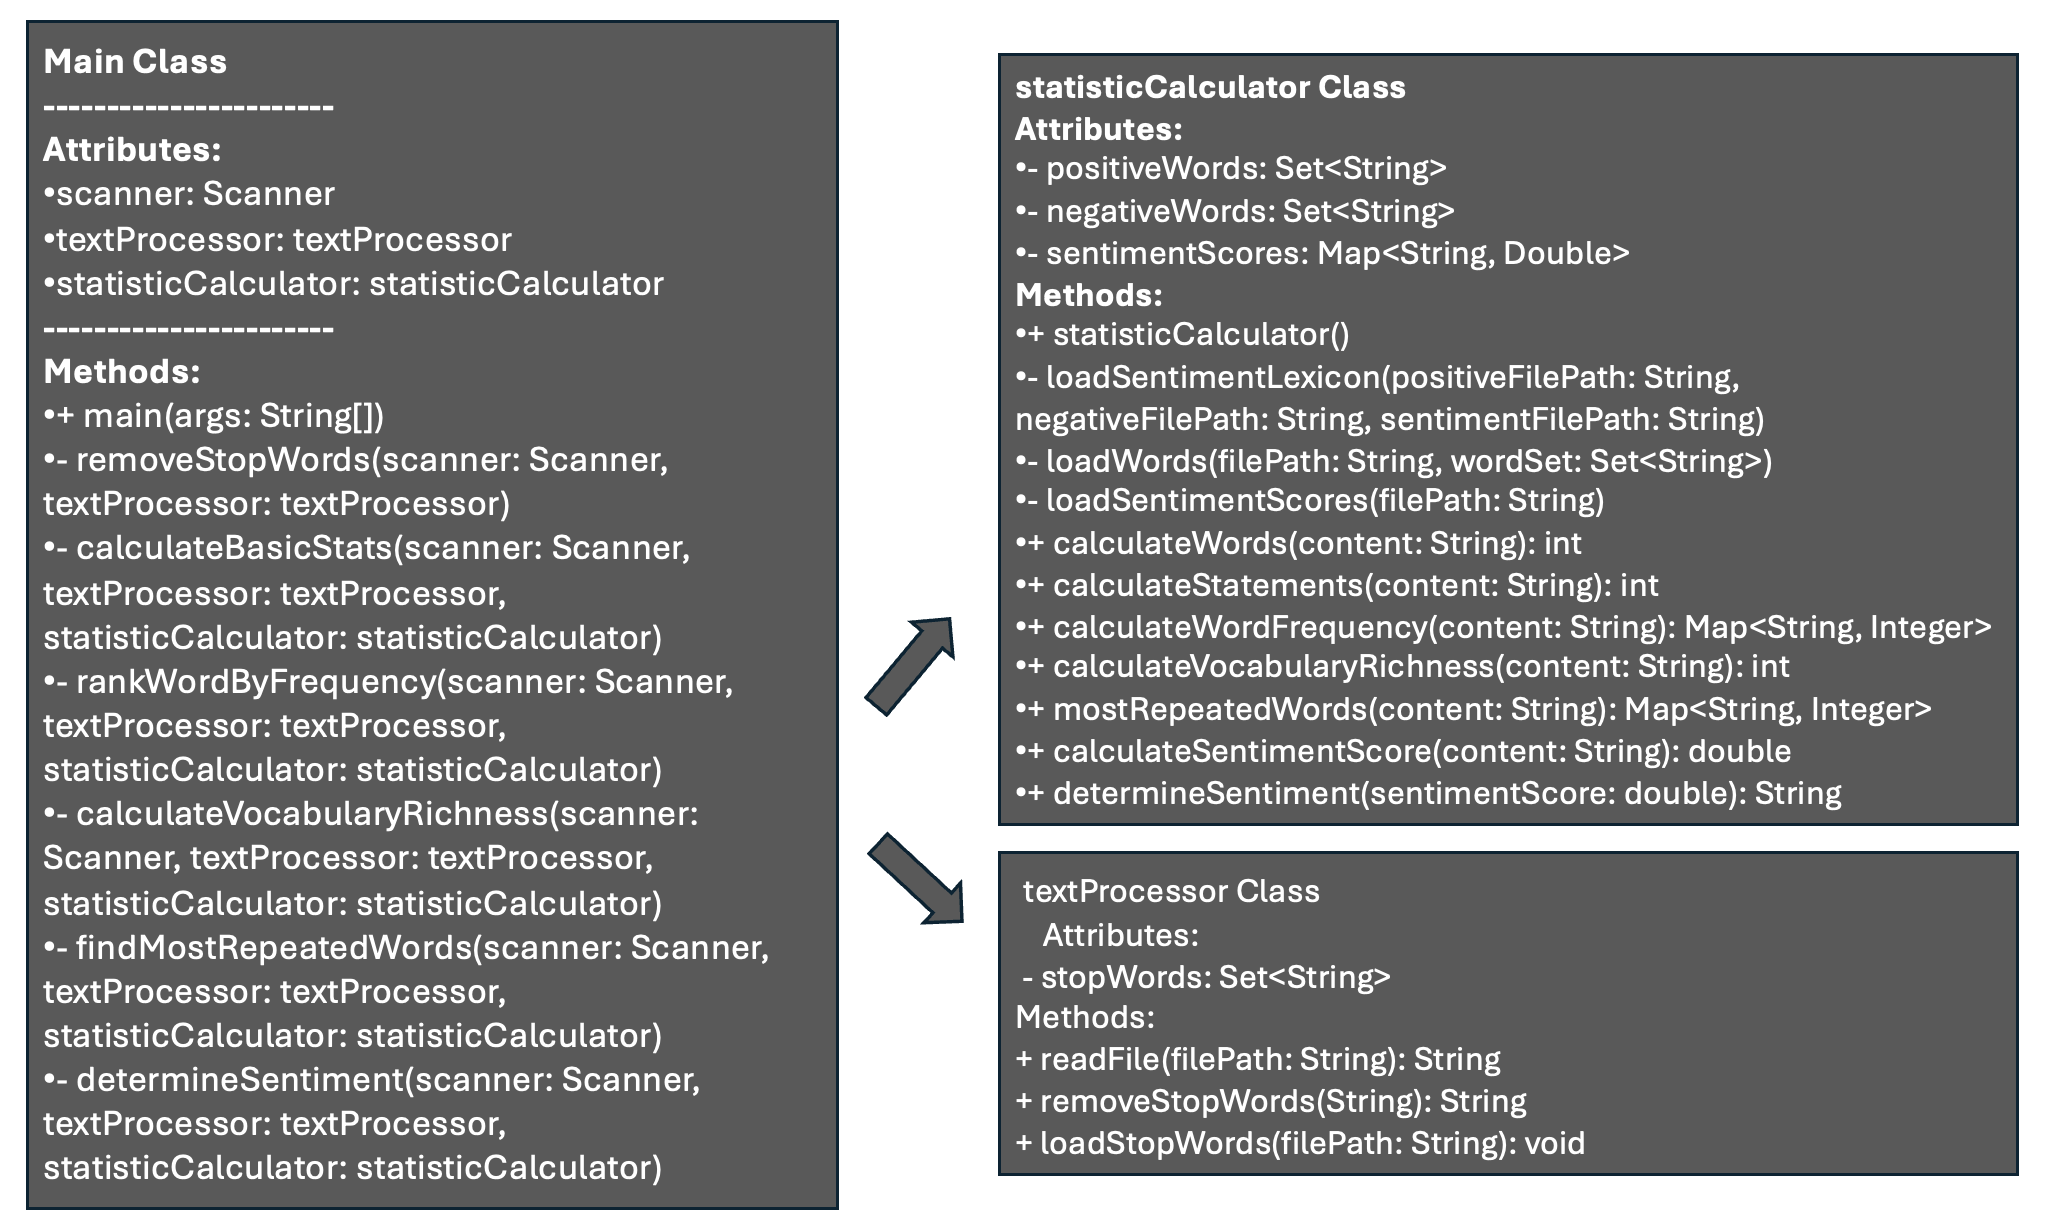 Main Class
-----------------------
Attributes:
•scanner: Scanner
•textProcessor: textProcessor
•statisticCalculator: statisticCalculator
-----------------------
Methods:
•+ main(args: String[])
•- removeStopWords(scanner: Scanner,
textProcessor: textProcessor)
•- calculateBasicStats(scanner: Scanner,
textProcessor: textProcessor,
statisticCalculator: statisticCalculator)
•- rankWordByFrequency(scanner: Scanner,
textProcessor: textProcessor,
statisticCalculator: statisticCalculator)
•- calculateVocabularyRichness(scanner:
Scanner, textProcessor: textProcessor,
statisticCalculator: statisticCalculator)
•- findMostRepeatedWords(scanner: Scanner,
textProcessor: textProcessor,
statisticCalculator: statisticCalculator)
•- determineSentiment(scanner: Scanner,
textProcessor: textProcessor,
statisticCalculator: statisticCalculator)
statisticCalculator Class
Attributes:
•- positiveWords: Set<String>
•- negativeWords: Set<String>
•- sentimentScores: Map<String, Double>
Methods:
•+ statisticCalculator()
•- loadSentimentLexicon(positiveFilePath: String,
negativeFilePath: String, sentimentFilePath: String)
•- loadWords(filePath: String, wordSet: Set<String>)
•- loadSentimentScores(filePath: String)
•+ calculateWords(content: String): int
•+ calculateStatements(content: String): int
•+ calculateWordFrequency(content: String): Map<String, Integer>
•+ calculateVocabularyRichness(content: String): int
•+ mostRepeatedWords(content: String): Map<String, Integer>
•+ calculateSentimentScore(content: String): double
•+ determineSentiment(sentimentScore: double): String
textProcessor Class
Attributes:
- stopWords: Set<String>
Methods:
+ readFile(filePath: String): String
+ removeStopWords(String): String
+ loadStopWords(filePath: String): void